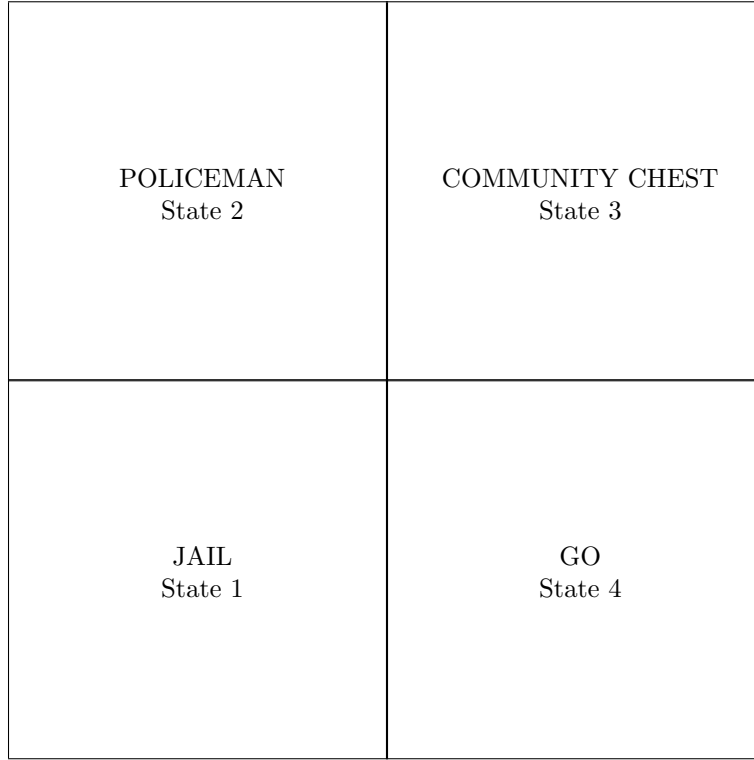 POLICEMAN
State 2
COMMUNITY CHEST
State 3
JAIL
State 1
GO
State 4